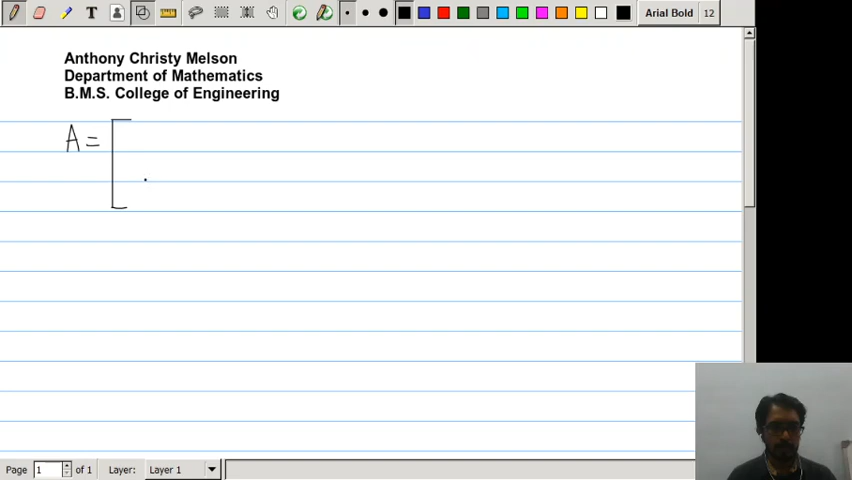 Arial Bold 12
Anthony Christy Melson
Department of Mathematics
B.M.S. College of Engineering
A = [
Page 1 of 1 Layer: Layer 1